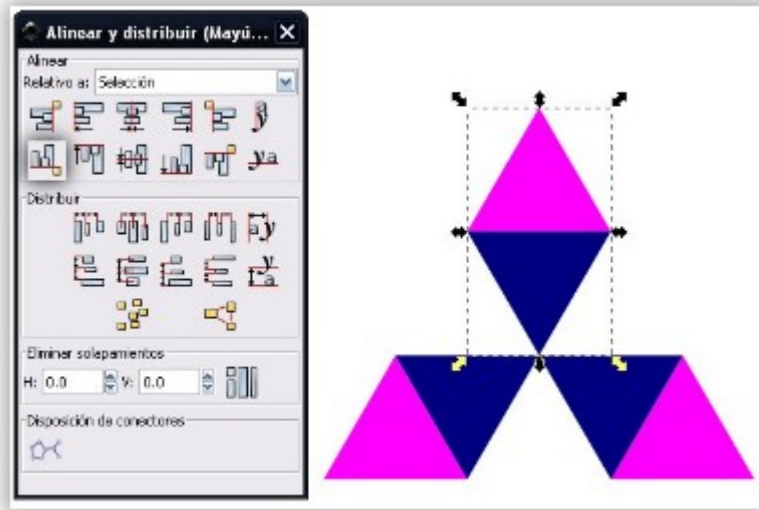 Alinear y distribuir (Mayú...
Alinear
Relativo a: Selección
Distribuir
Eliminar solapamientos
H: 0.0 V: 0.0
Disposición de conectores